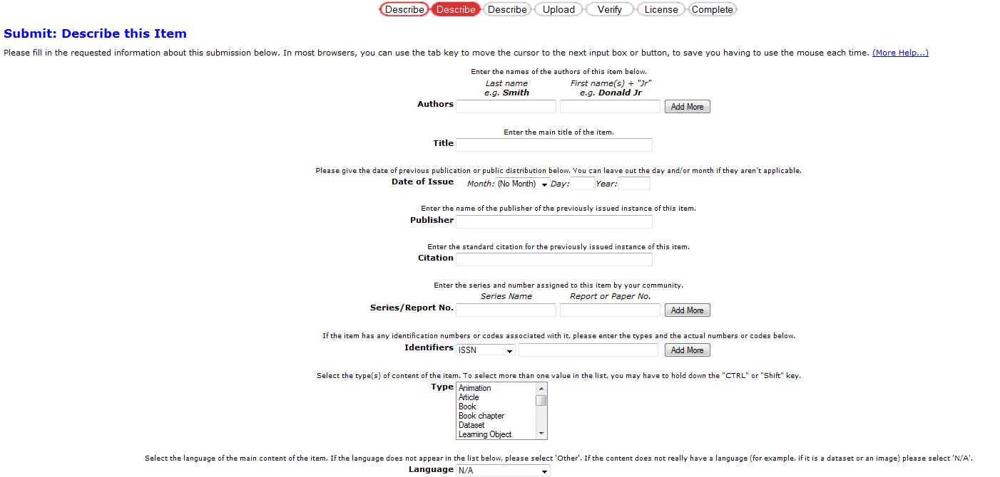 Describe Describe Describe Upload Verify License Complete
Submit: Describe this Item
Please fill in the requested information about this submission below. In most browsers, you can use the tab key to move the cursor to the next input box or button, to save you having to use the mouse each time. (More Help...)
Enter the names of the authors of this item below.
Last name First name(s) + "Jr"
e.g. Smith e.g. Donald Jr
Authors Add More
Enter the main title of the item.
Title
Please give the date of previous publication or public distribution below. You can leave out the day and/or month if they aren't applicable.
Date of Issue Month: (No Month) Day: Year:
Enter the name of the publisher of the previously issued instance of this item.
Publisher
Enter the standard citation for the previously issued instance of this item.
Citation
Enter the series and number assigned to this item by your community.
Series Name Report or Paper No.
Series/Report No. Add More
If the item has any identification numbers or codes associated with it, please enter the types and the actual numbers or codes below.
Identifiers ISSN Add More
Select the type(s) of content of the item. To select more than one value in the list, you may have to hold down the "CTRL" or "Shift" key.
Type Animation
Article
Book
Book chapter
Dataset
Learning Object
Select the language of the main content of the item. If the language does not appear in the list below, please select 'Other'. If the content does not really have a language (for example, if it is a dataset or an image) please select 'N/A'.
Language N/A